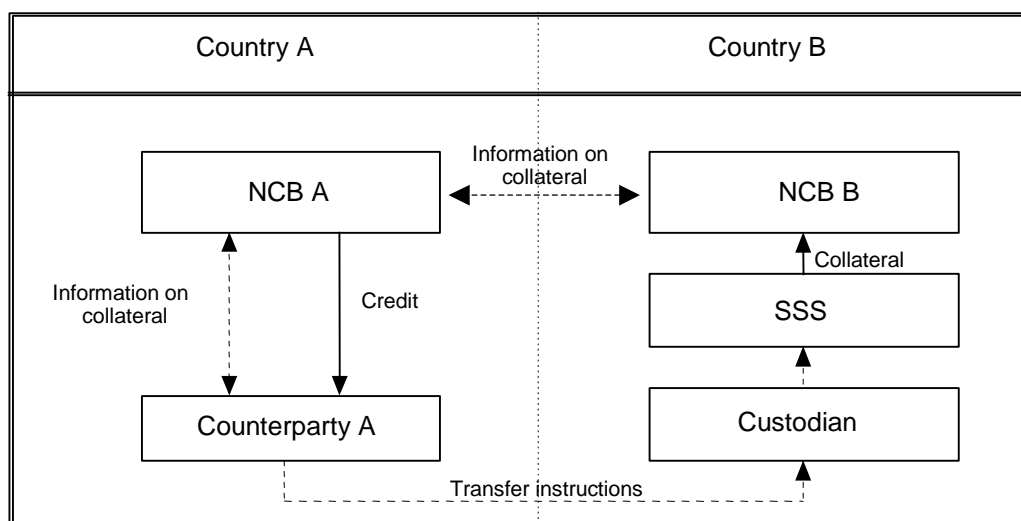 Country A
Country B
Information on
collateral
NCB A
NCB B
Collateral
Information on
collateral
Credit
SSS
Counterparty A
Custodian
Transfer instructions